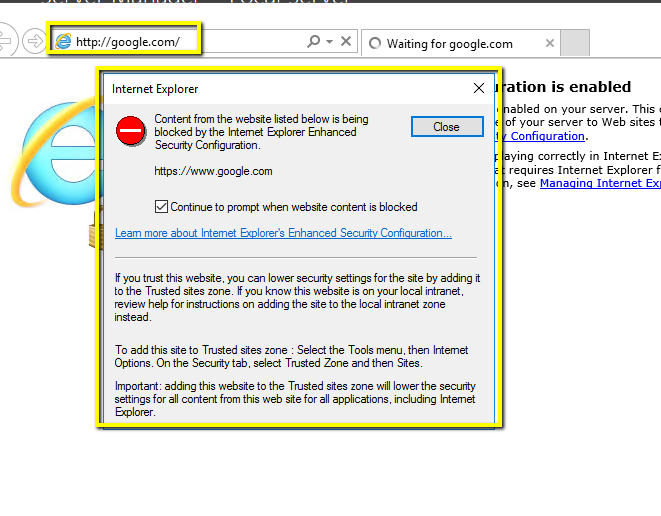 Server Manager Local Server
http://google.com/
Waiting for google.com
Internet Explorer
uration is enabled
Content from the website listed below is being
blocked by the Internet Explorer Enhanced
Security Configuration.
Close
enabled on your server. This
e of your server to Web sites
y Configuration.
https://www.google.com
playing correctly in Internet
requires Internet Explorer
on, see Managing Internet
Continue to prompt when website content is blocked
Learn more about Internet Explorer's Enhanced Security Configuration...
If you trust this website, you can lower security settings for the site by adding it
to the Trusted sites zone. If you know this website is on your local intranet,
review help for instructions on adding the site to the local intranet zone
instead.
To add this site to Trusted sites zone : Select the Tools menu, then Internet
Options. On the Security tab, select Trusted Zone and then Sites.
Important: adding this website to the Trusted sites zone will lower the security
settings for all content from this web site for all applications, including Internet
Explorer.